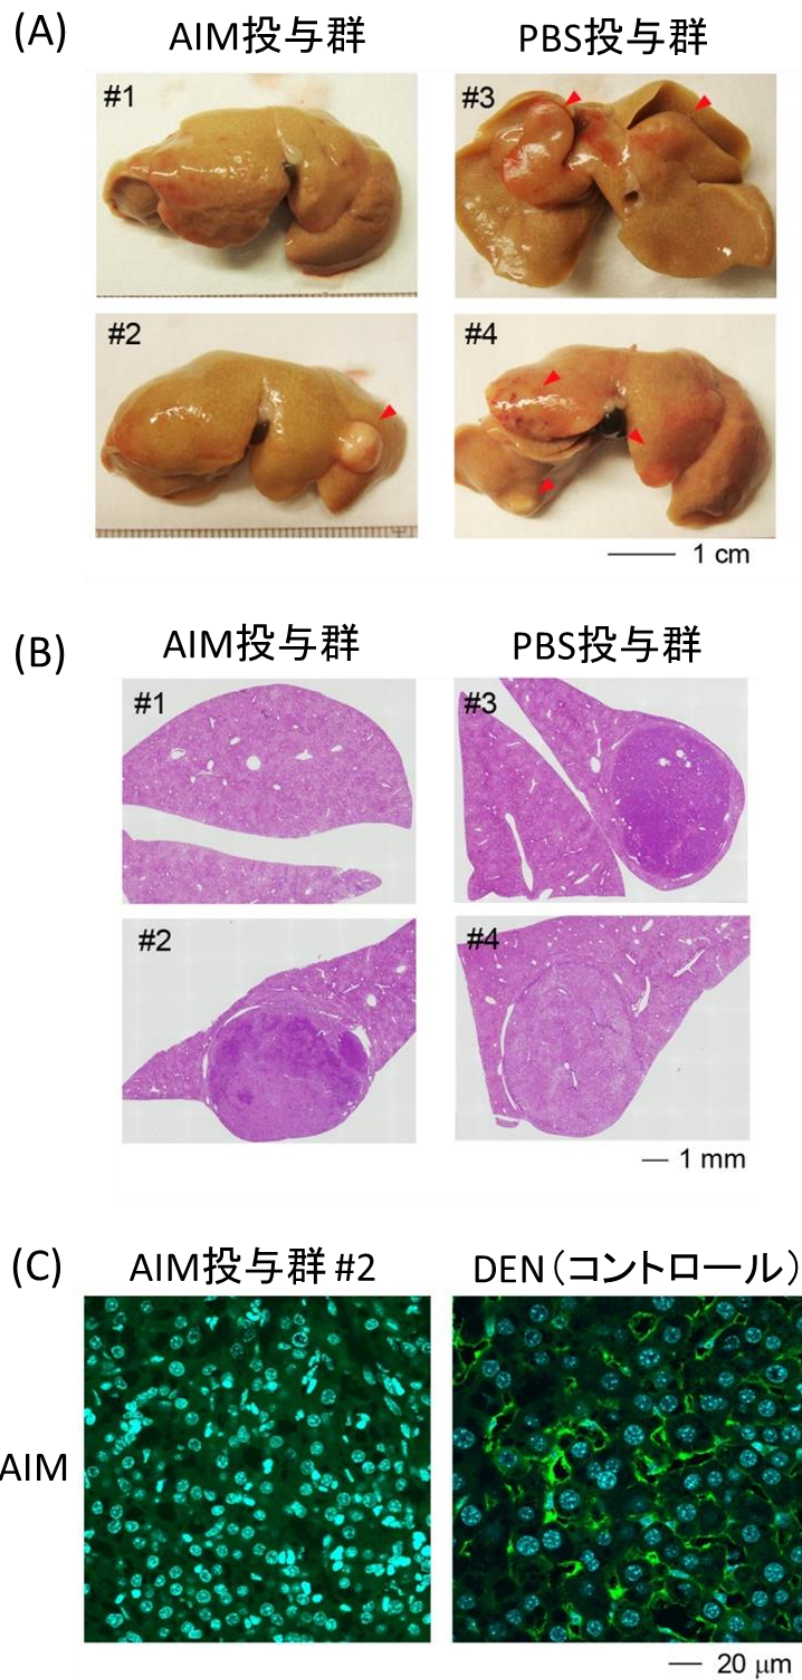 (A)
AIM投与群
PBS投与群
#1
#3
#2
#4
1 cm
(B)
AIM投与群
PBS投与群
#1
#3
#2
#4
1 mm
(C)
AIM投与群 #2
DEN(コントロール)
AIM
20 μm